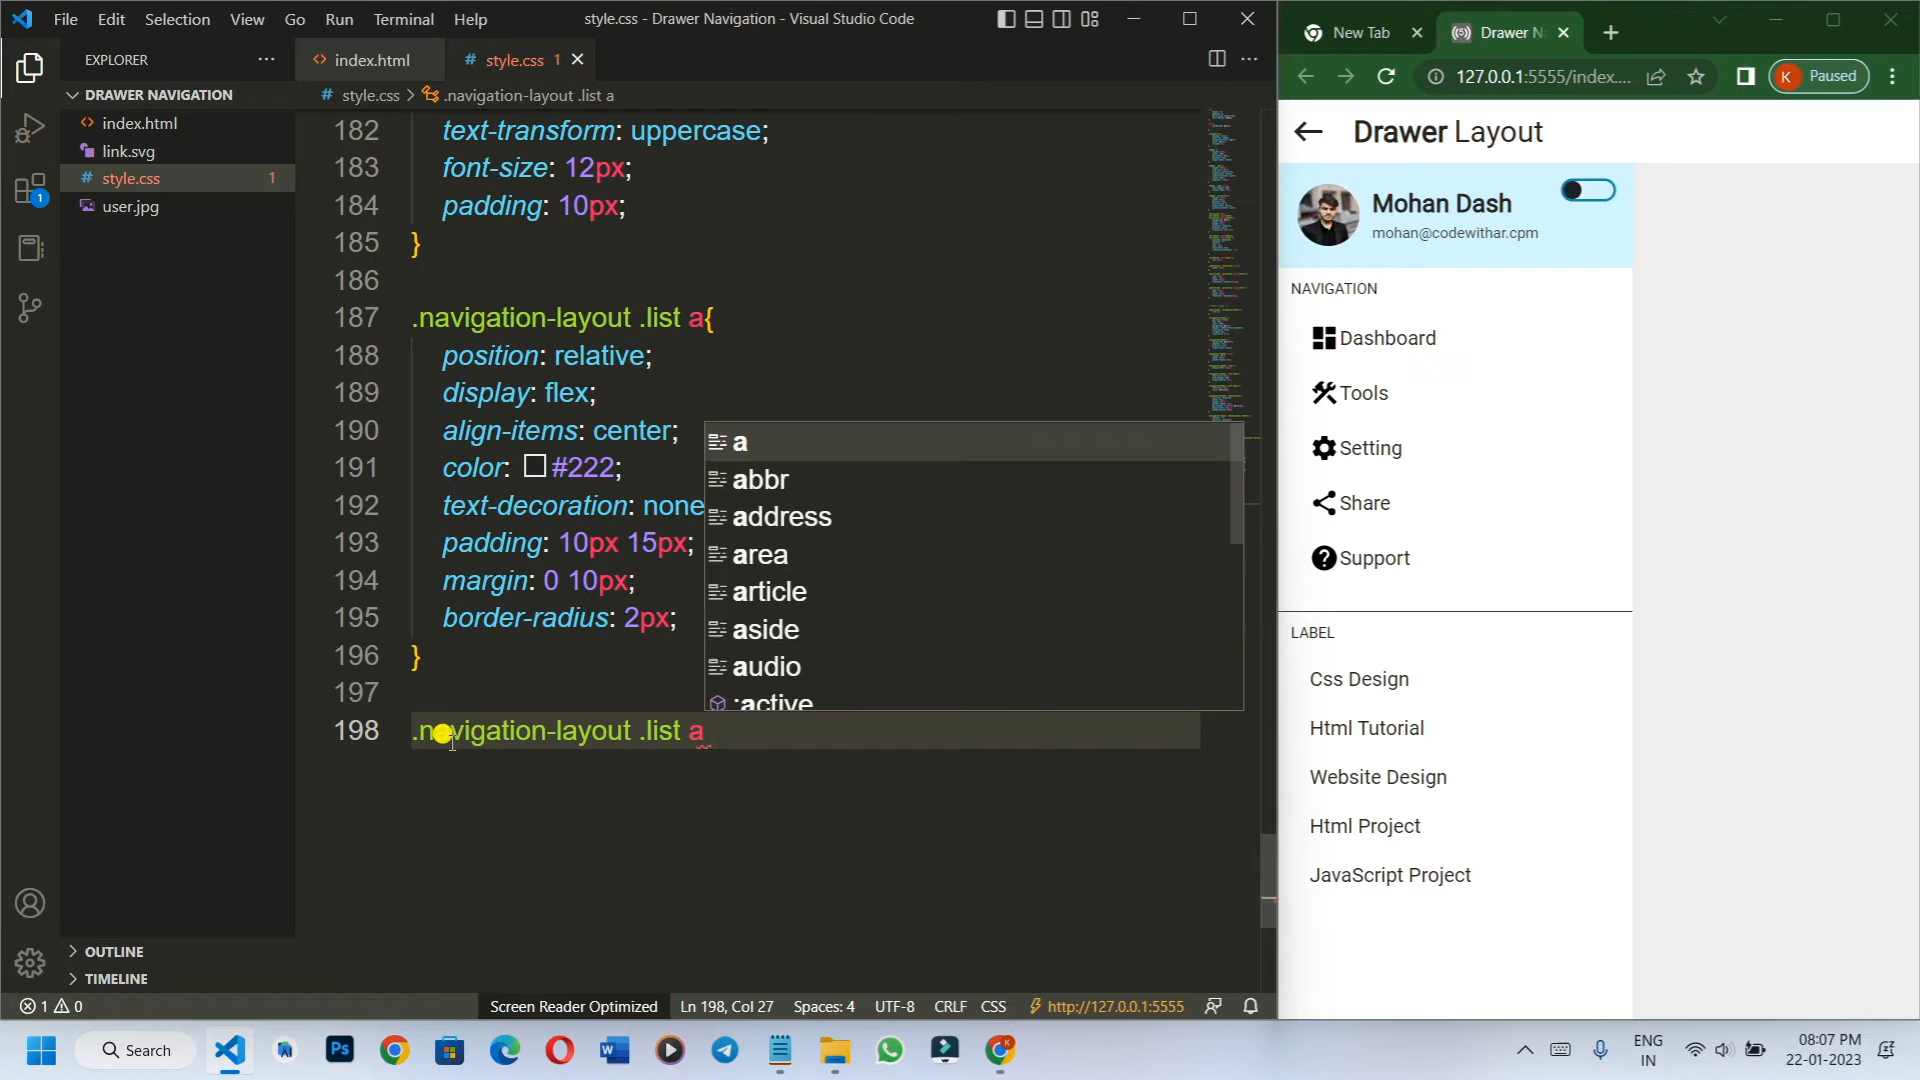 File Edit Selection View Go Run Terminal Help
style.css - Drawer Navigation - Visual Studio Code
EXPLORER
DRAWER NAVIGATION
index.html
link.svg
style.css 1
user.jpg
OUTLINE
TIMELINE
1
index.html
style.css 1
style.css > .navigation-layout .list a
182 text-transform: uppercase;
183 font-size: 12px;
184 padding: 10px;
185 }
186
187 .navigation-layout .list a{
188 position: relative;
189 display: flex;
190 align-items: center;
191 color: #222;
192 text-decoration: none
193 padding: 10px 15px;
194 margin: 0 10px;
195 border-radius: 2px;
196 }
197
198 .navigation-layout .list a
a
abbr
address
area
article
aside
audio
:active
1 0
Screen Reader Optimized
Ln 198, Col 27
Spaces: 4
UTF-8
CRLF
CSS
http://127.0.0.1:5555
New Tab
Drawer N
127.0.0.1:5555/index....
K Paused
Drawer Layout
Mohan Dash
mohan@codewithar.cpm
NAVIGATION
Dashboard
Tools
Setting
Share
Support
LABEL
Css Design
Html Tutorial
Website Design
Html Project
JavaScript Project
Search
Ps
W
K
ENG
IN
08:07 PM
22-01-2023